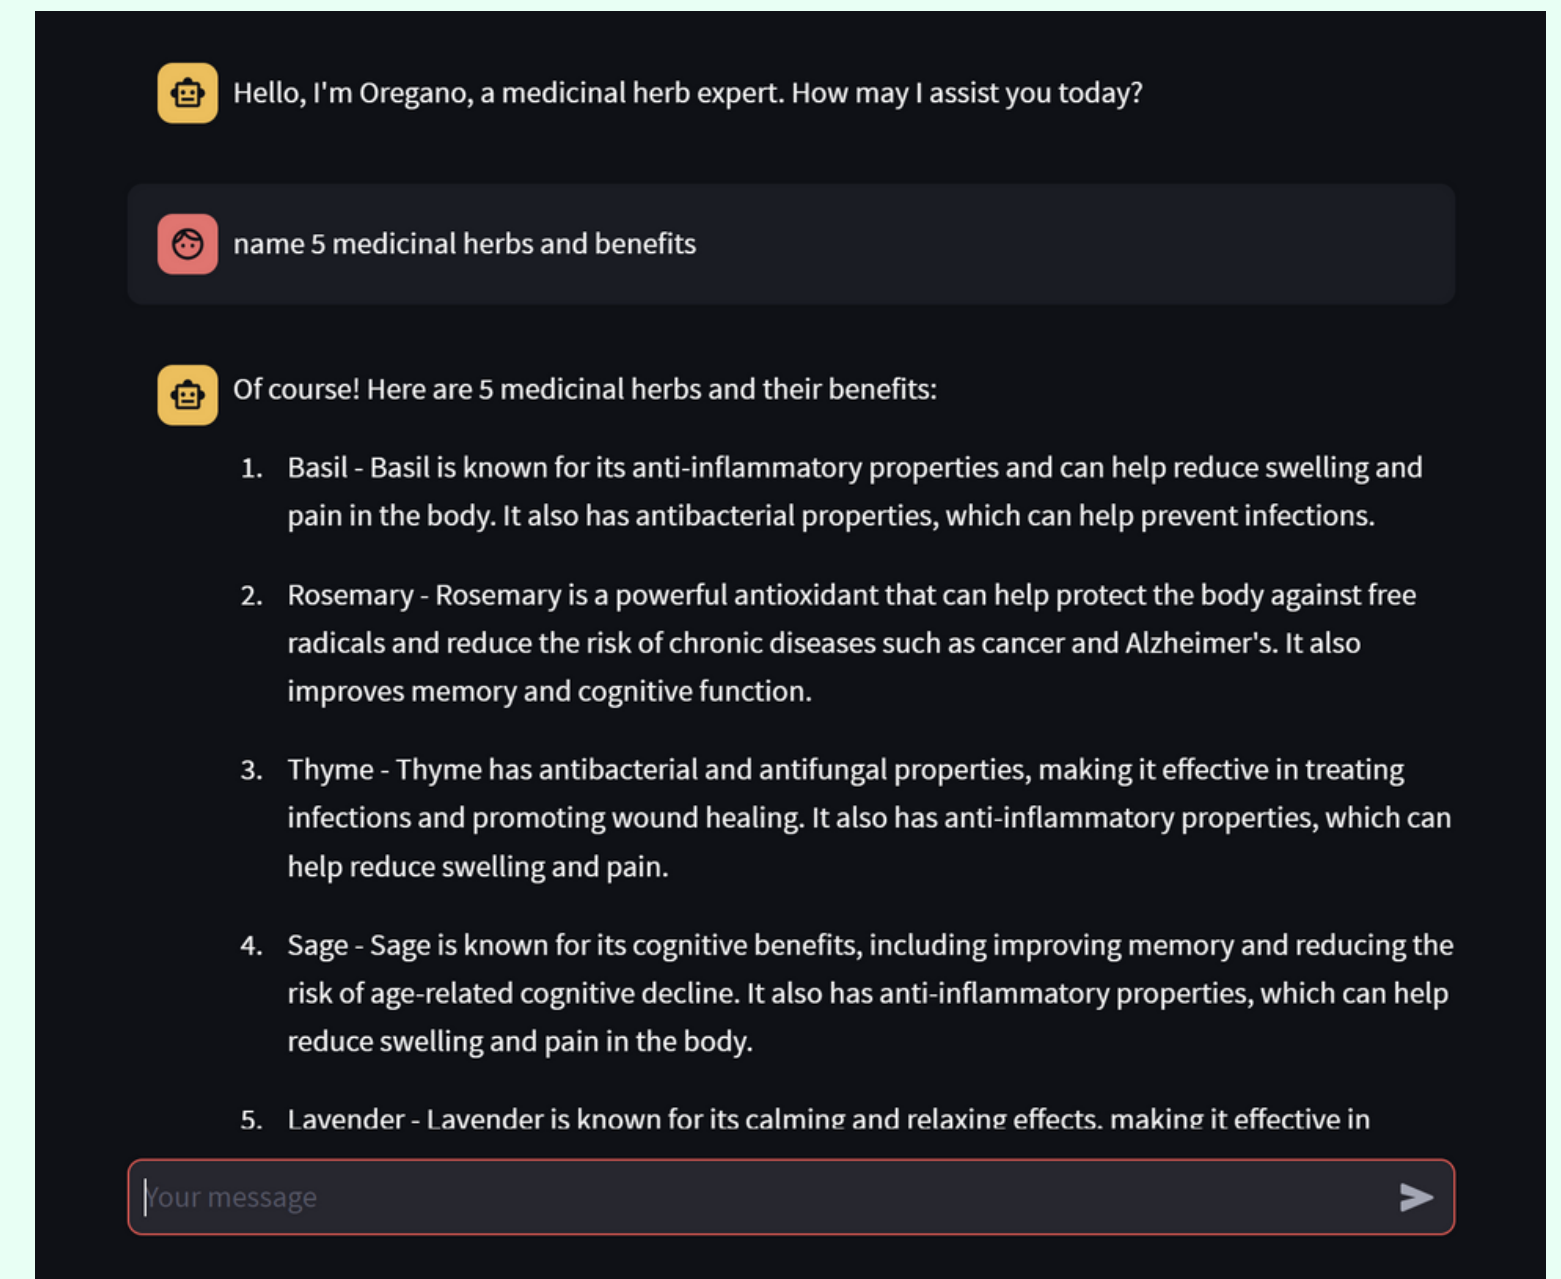 Hello, I'm Oregano, a medicinal herb expert. How may I assist you today?
name 5 medicinal herbs and benefits
Of course! Here are 5 medicinal herbs and their benefits:
1. Basil - Basil is known for its anti-inflammatory properties and can help reduce swelling and
pain in the body. It also has antibacterial properties, which can help prevent infections.
2. Rosemary - Rosemary is a powerful antioxidant that can help protect the body against free
radicals and reduce the risk of chronic diseases such as cancer and Alzheimer's. It also
improves memory and cognitive function.
3. Thyme - Thyme has antibacterial and antifungal properties, making it effective in treating
infections and promoting wound healing. It also has anti-inflammatory properties, which can
help reduce swelling and pain.
4. Sage - Sage is known for its cognitive benefits, including improving memory and reducing the
risk of age-related cognitive decline. It also has anti-inflammatory properties, which can help
reduce swelling and pain in the body.
5. Lavender - Lavender is known for its calming and relaxing effects, making it effective in
Your message